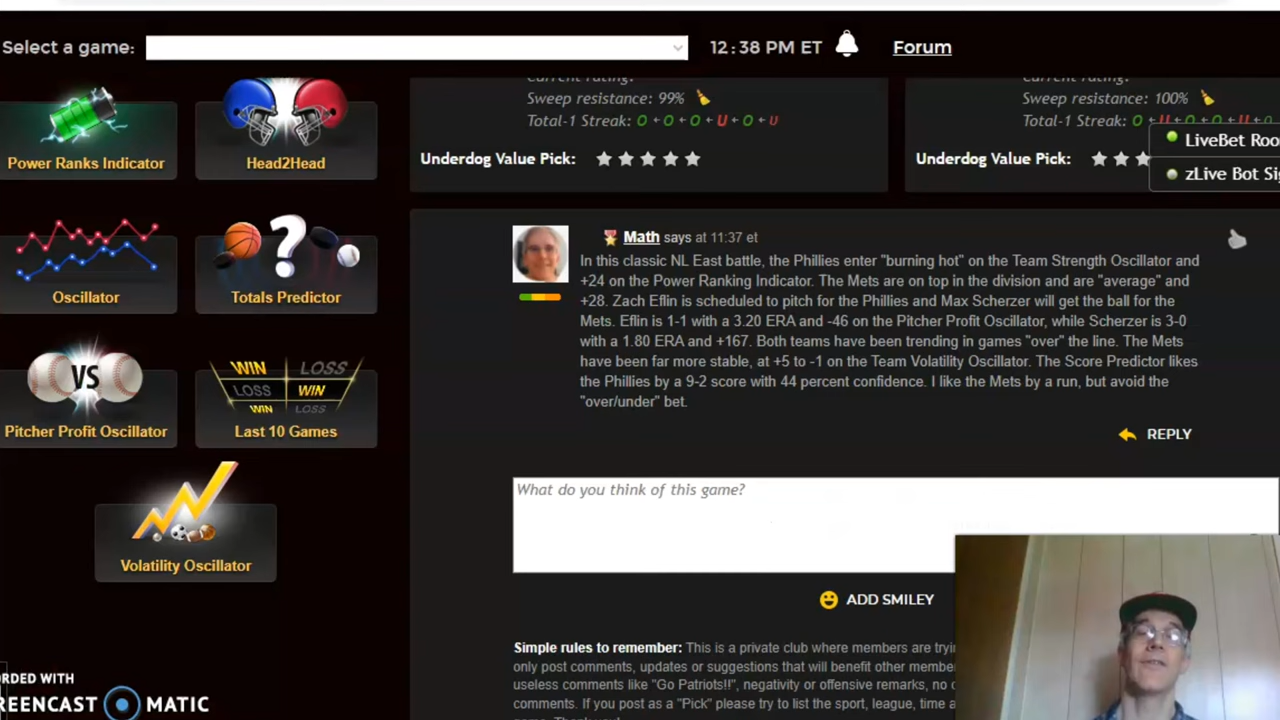 Select a game:
12:38 PM ET
Forum
Power Ranks Indicator
Head2Head
Oscillator
Totals Predictor
VS
Pitcher Profit Oscillator
WIN LOSS
LOSS WIN
WIN LOSS
Last 10 Games
Volatility Oscillator
RDED WITH
REENCAST MATIC
Current rating:
Sweep resistance: 99%
Total-1 Streak: O - O - O - U - O - U
Underdog Value Pick:
Current rating:
Sweep resistance: 100%
Total-1 Streak: O - U - O - O - U - O
Underdog Value Pick:
LiveBet Roo
zLive Bot Si
Math says at 11:37 et
In this classic NL East battle, the Phillies enter "burning hot" on the Team Strength Oscillator and
+24 on the Power Ranking Indicator. The Mets are on top in the division and are "average" and
+28. Zach Eflin is scheduled to pitch for the Phillies and Max Scherzer will get the ball for the
Mets. Eflin is 1-1 with a 3.20 ERA and -46 on the Pitcher Profit Oscillator, while Scherzer is 3-0
with a 1.80 ERA and +167. Both teams have been trending in games "over" the line. The Mets
have been far more stable, at +5 to -1 on the Team Volatility Oscillator. The Score Predictor likes
the Phillies by a 9-2 score with 44 percent confidence. I like the Mets by a run, but avoid the
"over/under" bet.
REPLY
What do you think of this game?
ADD SMILEY
Simple rules to remember: This is a private club where members are tryi
only post comments, updates or suggestions that will benefit other membe
useless comments like "Go Patriots!!", negativity or offensive remarks, no
comments. If you post as a "Pick" please try to list the sport, league, time a